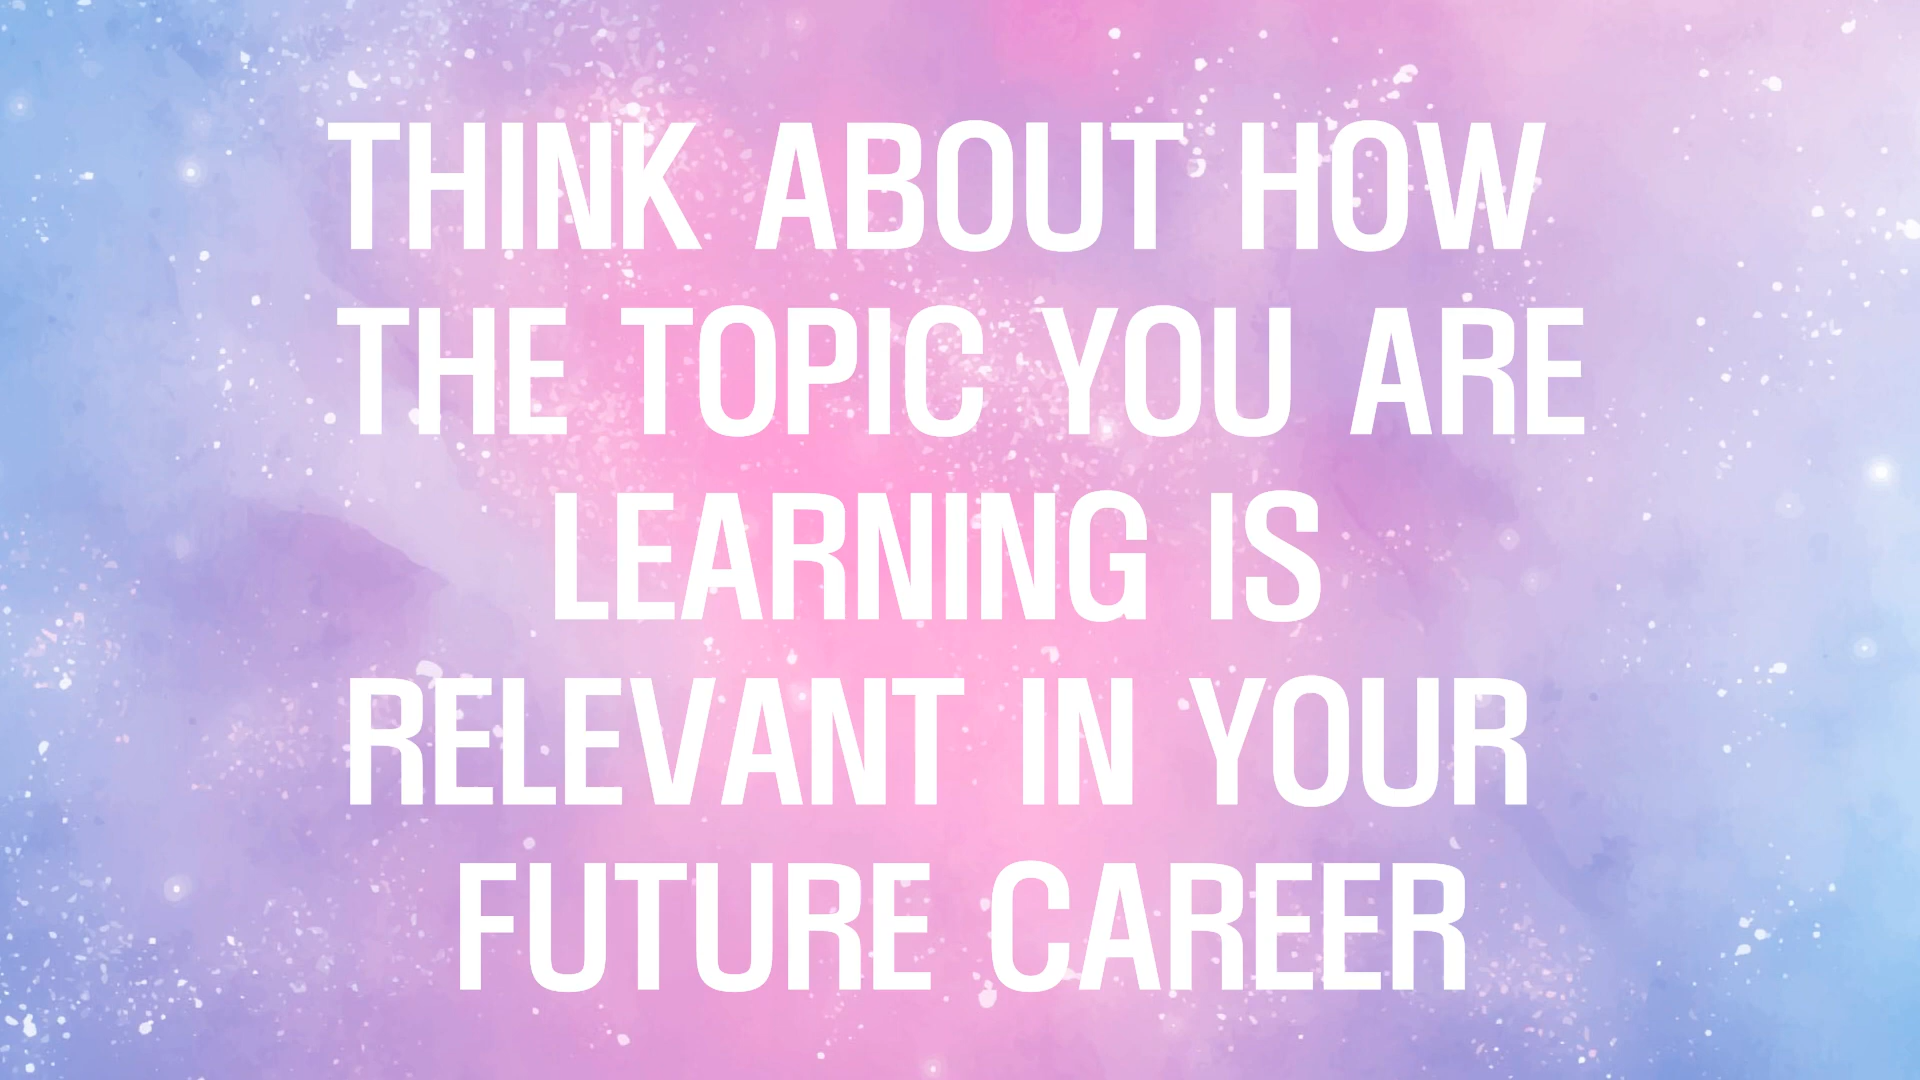 THINK ABOUT HOW
THE TOPIC YOU ARE
LEARNING IS
RELEVANT IN YOUR
FUTURE CAREER